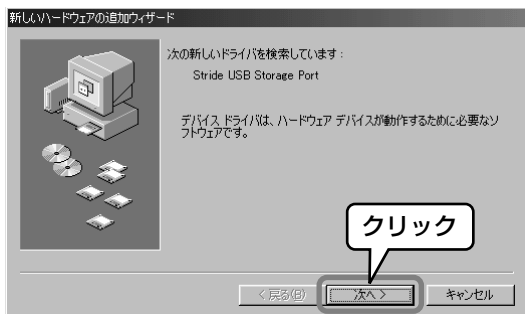 新しいハードウェアの追加ウィザード
次の新しいドライバを検索しています：
Stride USB Storage Port
デバイス ドライバは、ハードウェア デバイスが動作するために必要なソ
フトウェアです。
クリック
< 戻る(B)
次へ >
キャンセル